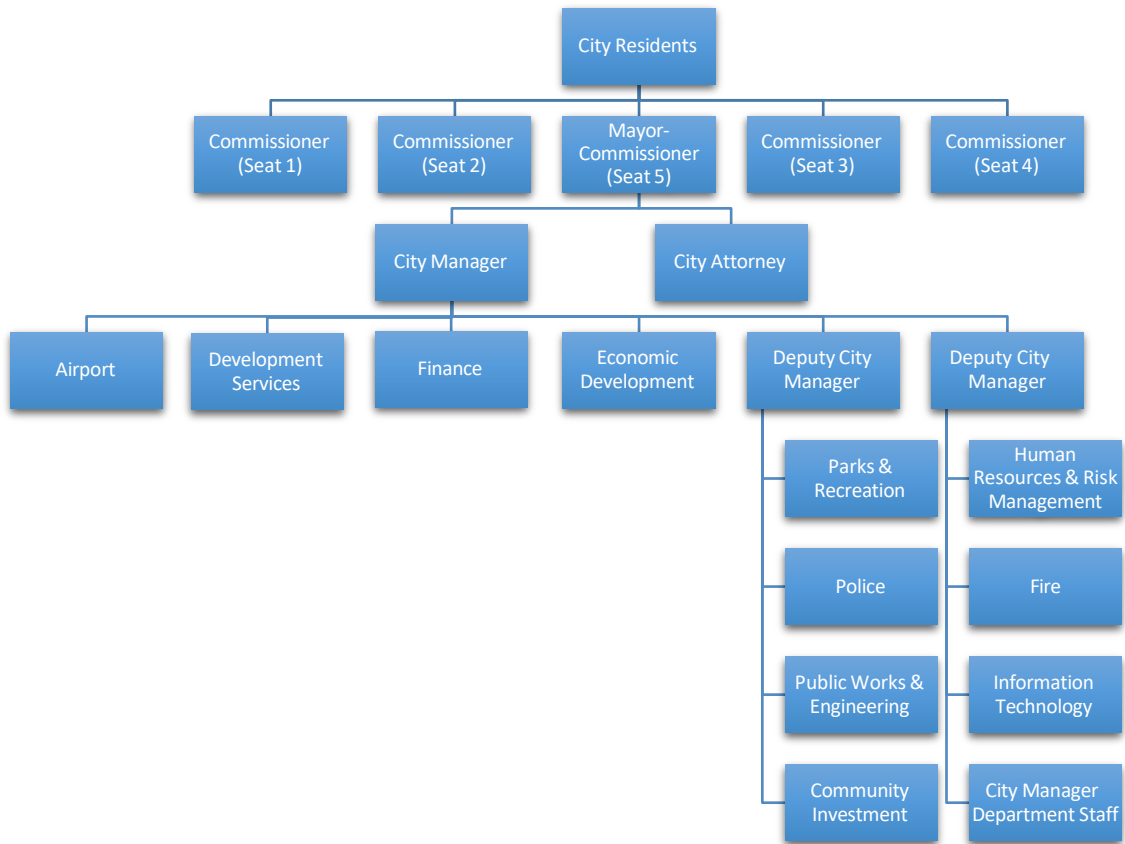 City Residents
Commissioner
(Seat 1)
Commissioner
(Seat 2)
Mayor-
Commissioner
(Seat 5)
Commissioner
(Seat 3)
Commissioner
(Seat 4)
City Manager
City Attorney
Airport
Development
Services
Finance
Economic
Development
Deputy City
Manager
Deputy City
Manager
Parks &
Recreation
Police
Public Works &
Engineering
Community
Investment
Human
Resources & Risk
Management
Fire
Information
Technology
City Manager
Department Staff